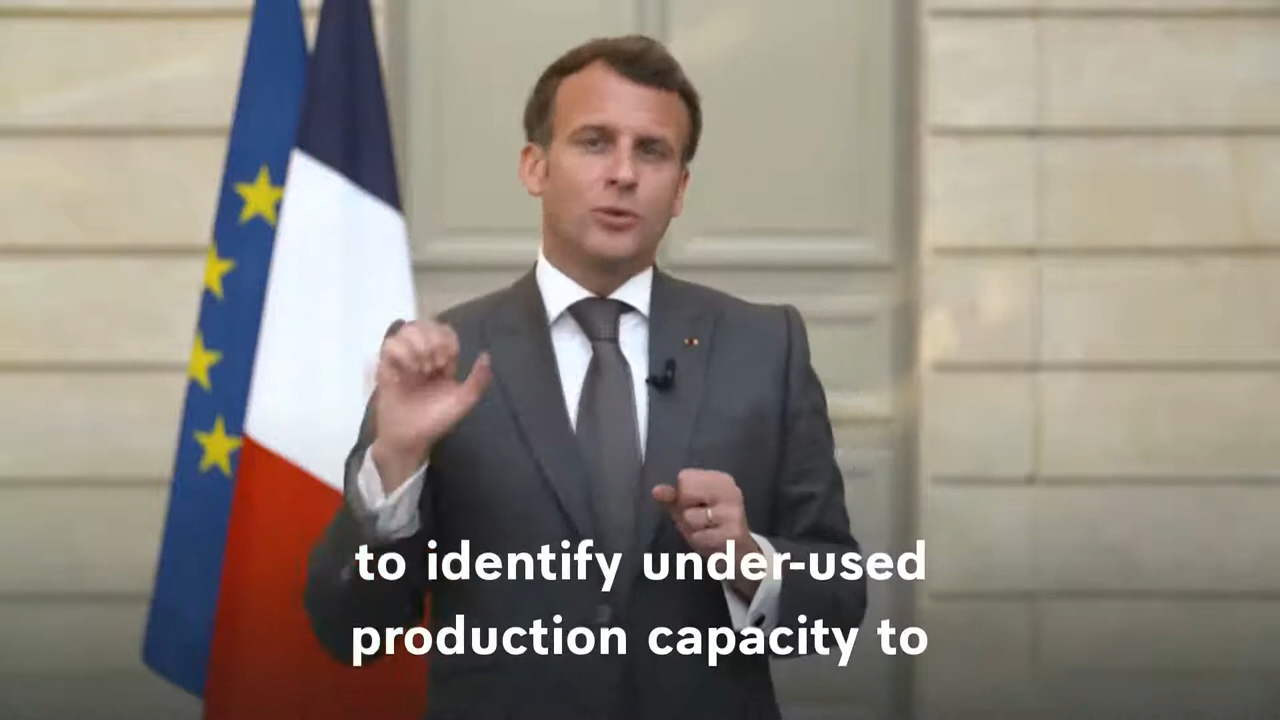 to identify under-used
production capacity to